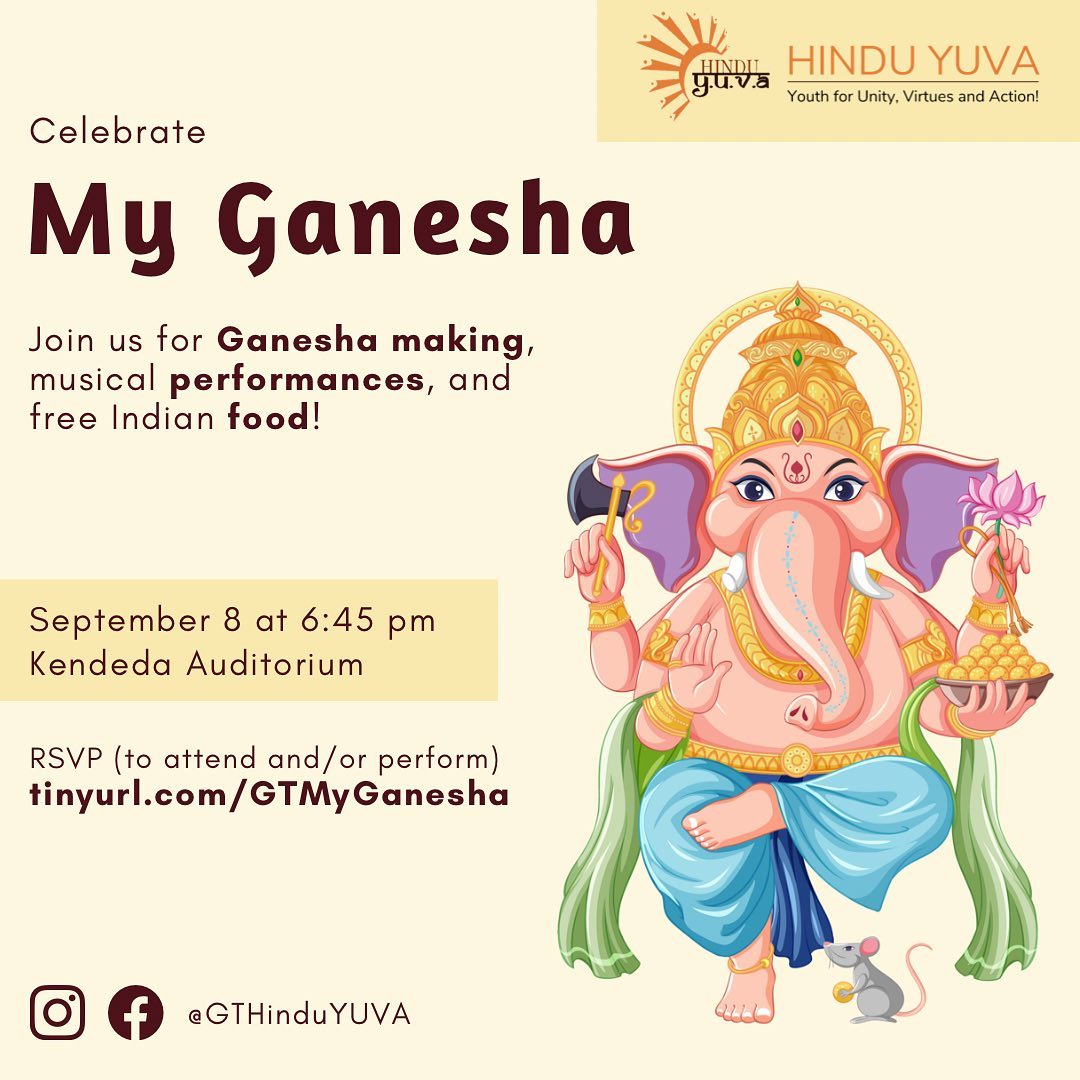 HINDU
y.u.v.a
HINDU YUVA
Youth for Unity, Virtues and Action!
Celebrate
My Ganesha
Join us for Ganesha making,
musical performances, and
free Indian food!
September 8 at 6:45 pm
Kendeda Auditorium
RSVP (to attend and/or perform)
tinyurl.com/GTMyGanesha
@GTHinduYUVA